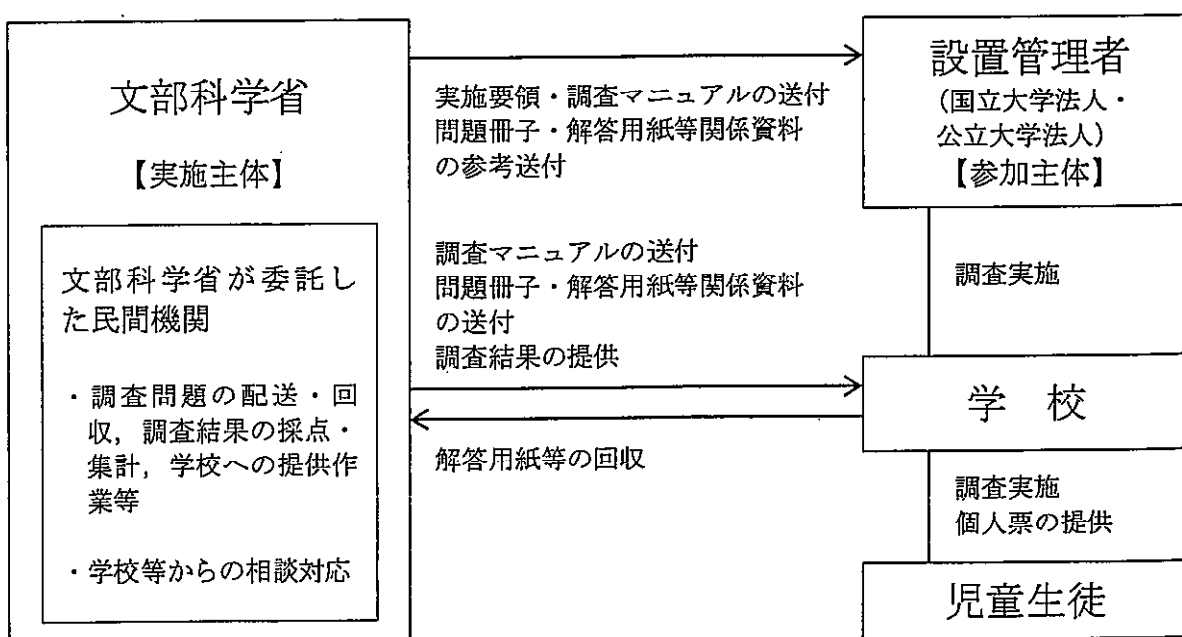 文部科学省
【実施主体】
文部科学省が委託し
た民間機関
・調査問題の配送・回
収，調査結果の採点・
集計，学校への提供作
業等
・学校等からの相談対応
実施要領・調査マニュアルの送付
問題冊子・解答用紙等関係資料
の参考送付
調査マニュアルの送付
問題冊子・解答用紙等関係資料
の送付
調査結果の提供
解答用紙等の回収
設置管理者
（国立大学法人・
公立大学法人）
【参加主体】
調査実施
学　校
調査実施
個人票の提供
児童生徒